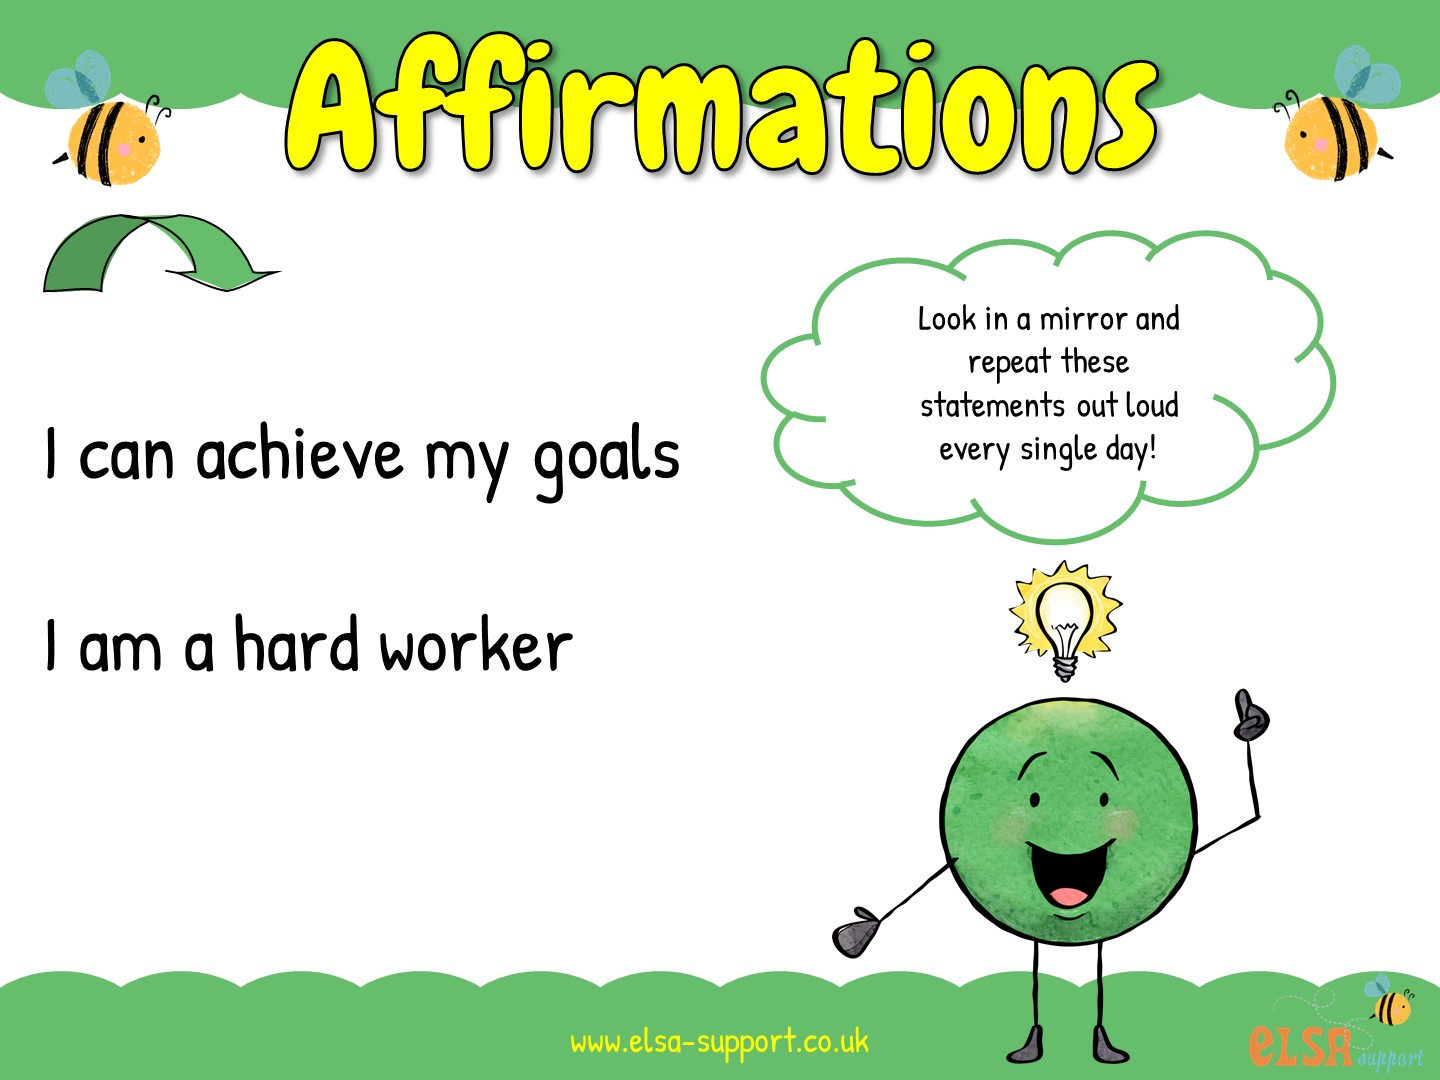 Affirmations
Look in a mirror and
repeat these
statements out loud
every single day!
I can achieve my goals
I am a hard worker
www.elsa-support.co.uk
ELSA support